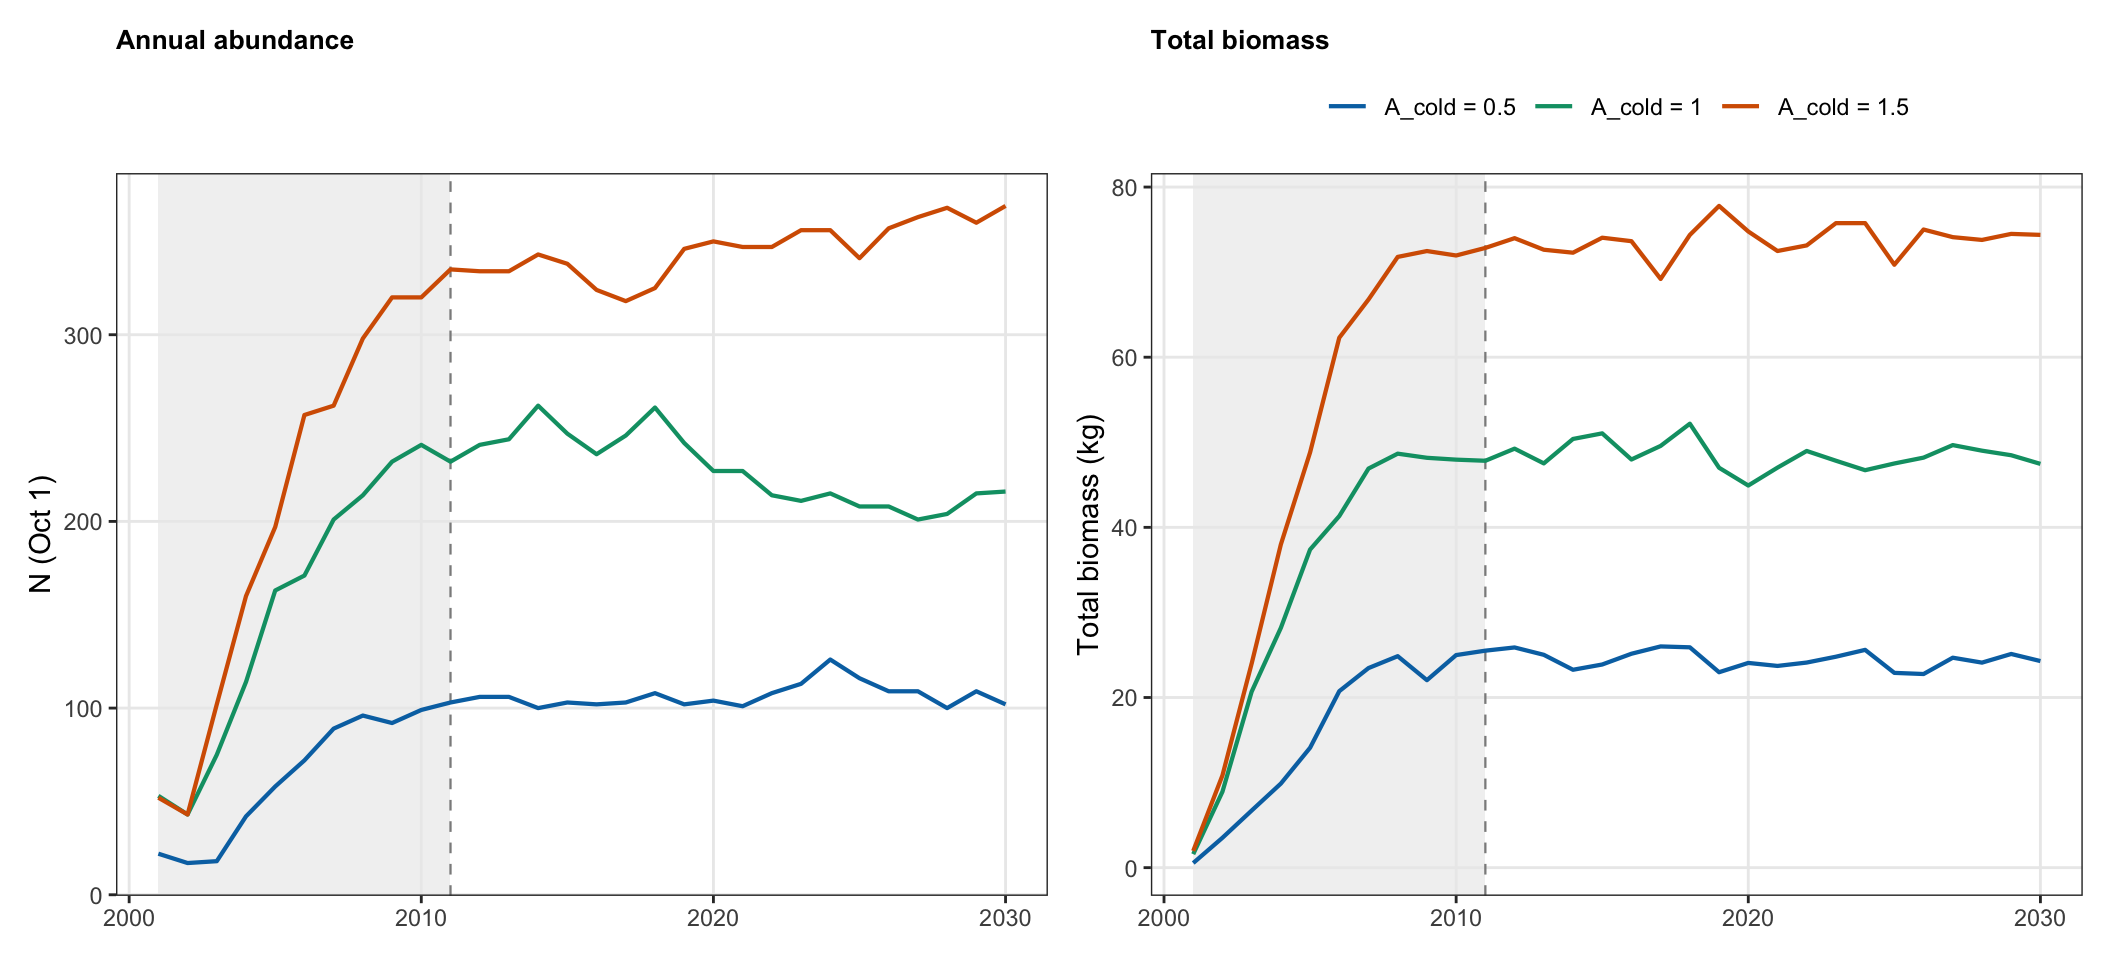 Annual abundance
N (Oct 1)
300
200
100
0
2000
2010
2020
2030
Total biomass
A_cold = 0.5
A_cold = 1
A_cold = 1.5
Total biomass (kg)
80
60
40
20
0
2000
2010
2020
2030